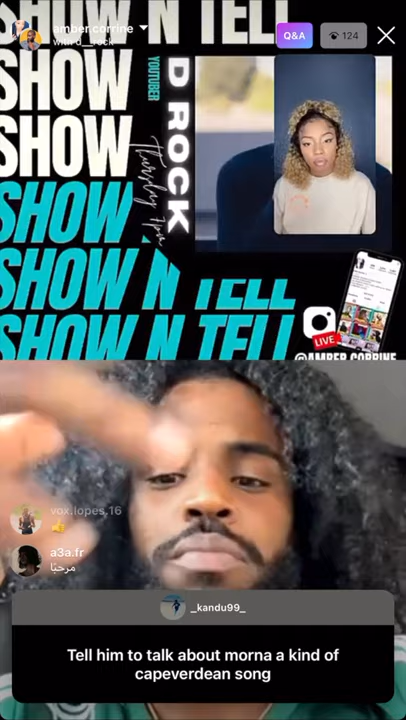 SHOW N TELL
amber corrine
with d__rock
Q&A
124
SHOW
SHOW
SHOW
SHOW N TELL
SHOW N TELL
YOUTUBER
D ROCK
LIVE
@AMBER CORRINE
vox.lopes.16
👍
a3a.fr
مرحبًا
_kandu99_
Tell him to talk about morna a kind of
capeverdean song